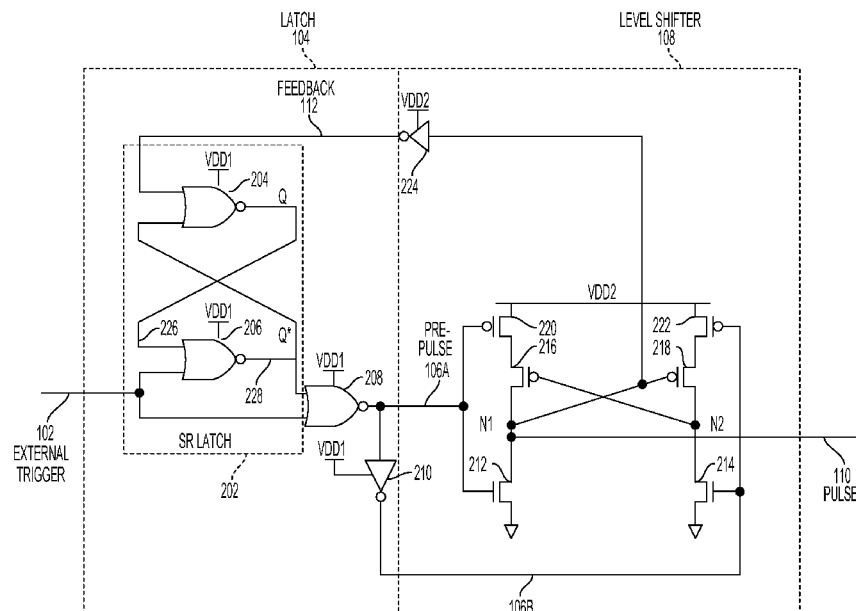 LATCH
104
LEVEL SHIFTER
108
FEEDBACK
112
VDD2
224
VDD1
204
Q
VDD1
206
Q*
226
228
VDD1
208
PRE-
PULSE
106A
VDD2
220
222
216
218
N1
N2
102
EXTERNAL
TRIGGER
SR LATCH
202
VDD1
210
212
214
110
PULSE
106B